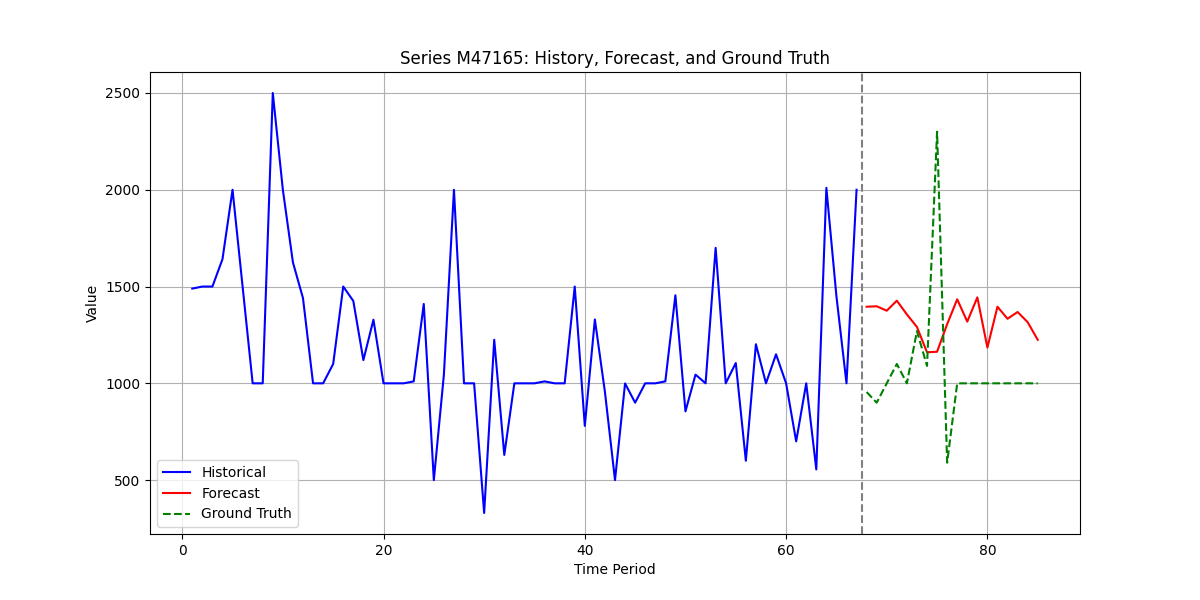 Series M47165: History, Forecast, and Ground Truth
2500
2000
1500
1000
500
Value
0
20
40
60
80
Time Period
Historical
Forecast
Ground Truth